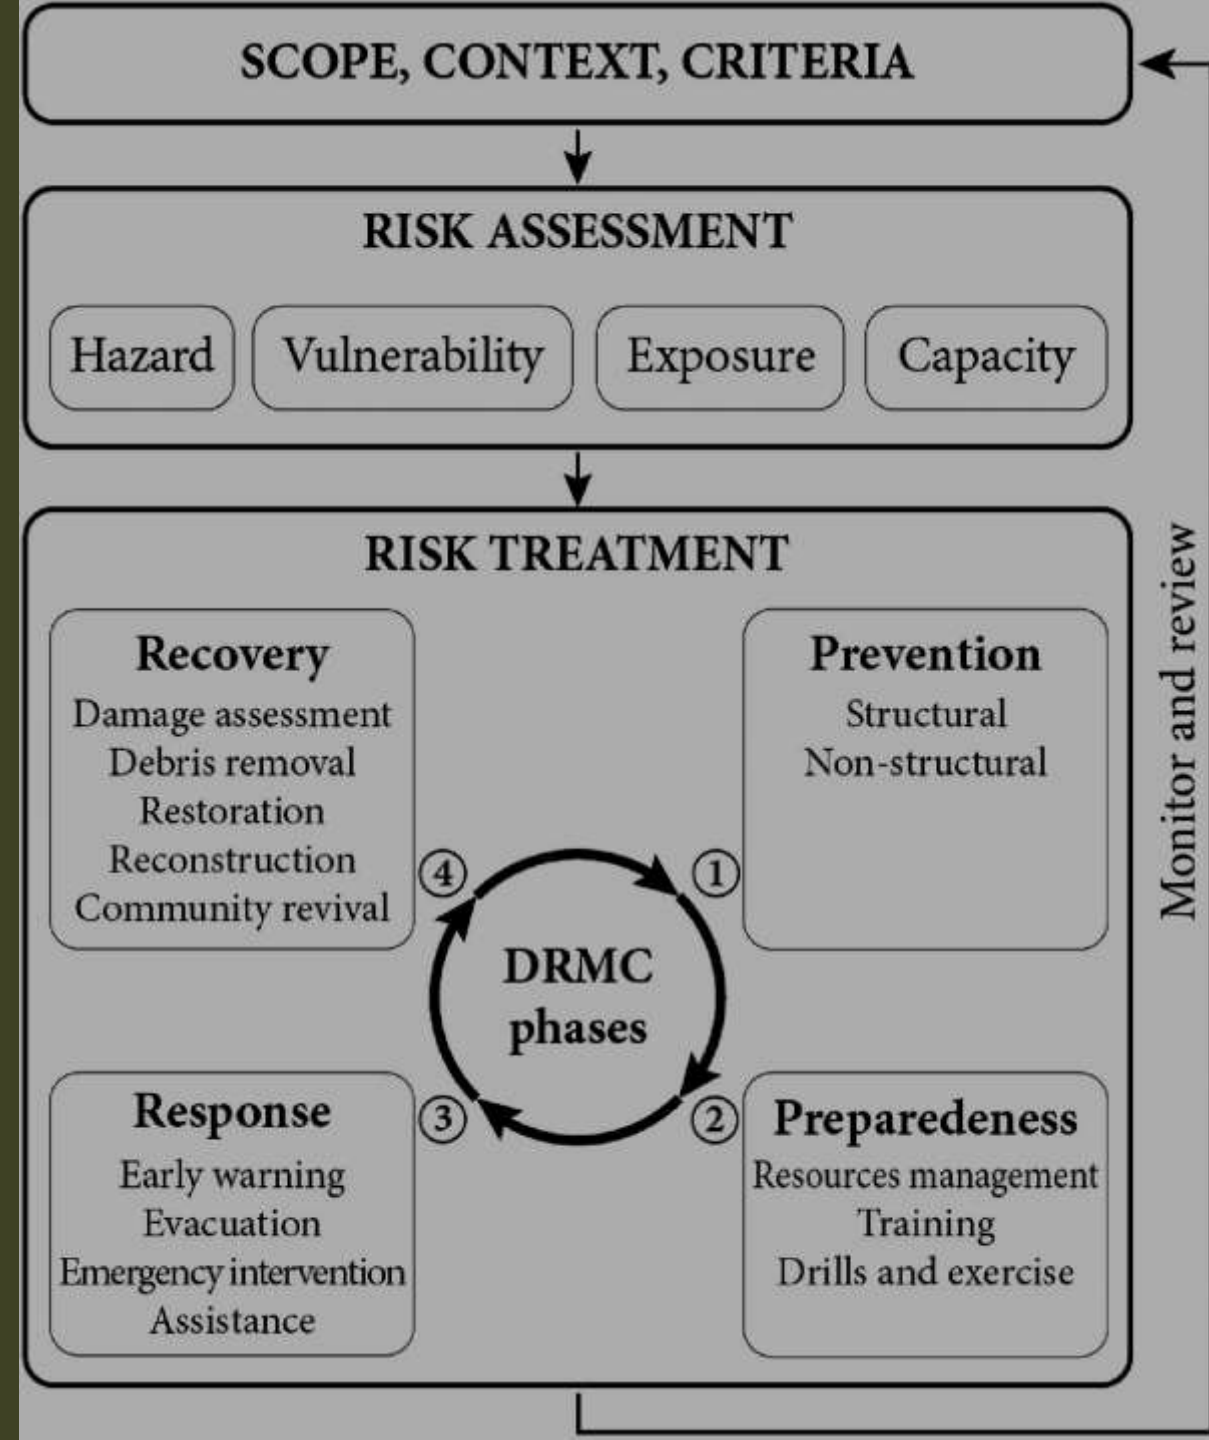 SCOPE, CONTEXT, CRITERIA
RISK ASSESSMENT
Hazard
Vulnerability
Exposure
Capacity
RISK TREATMENT
Recovery
Damage assessment
Debris removal
Restoration
Reconstruction
Community revival
Prevention
Structural
Non-structural
4
1
DRMC
phases
3
2
Response
Early warning
Evacuation
Emergency intervention
Assistance
Preparedeness
Resources management
Training
Drills and exercise
Monitor and review